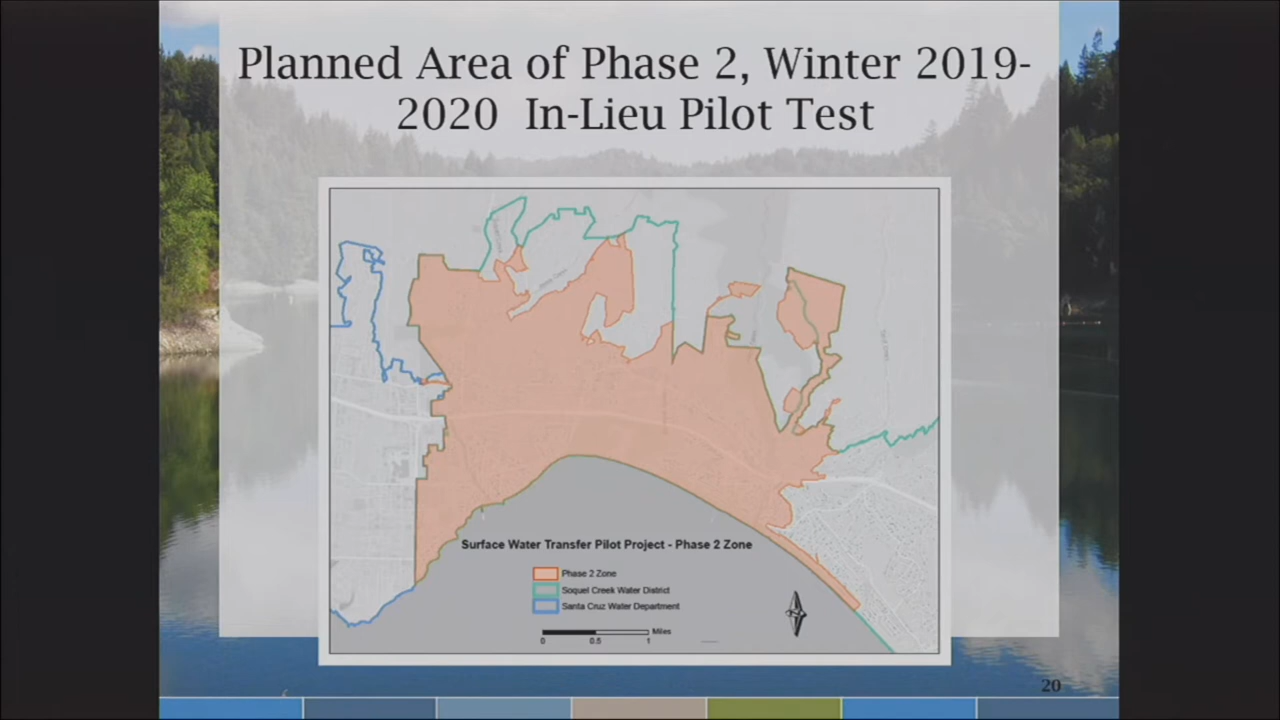 Planned Area of Phase 2, Winter 2019-
2020 In-Lieu Pilot Test
Surface Water Transfer Pilot Project - Phase 2 Zone
Phase 2 Zone
Soquel Creek Water District
Santa Cruz Water Department
Miles
0 0.5 1
20